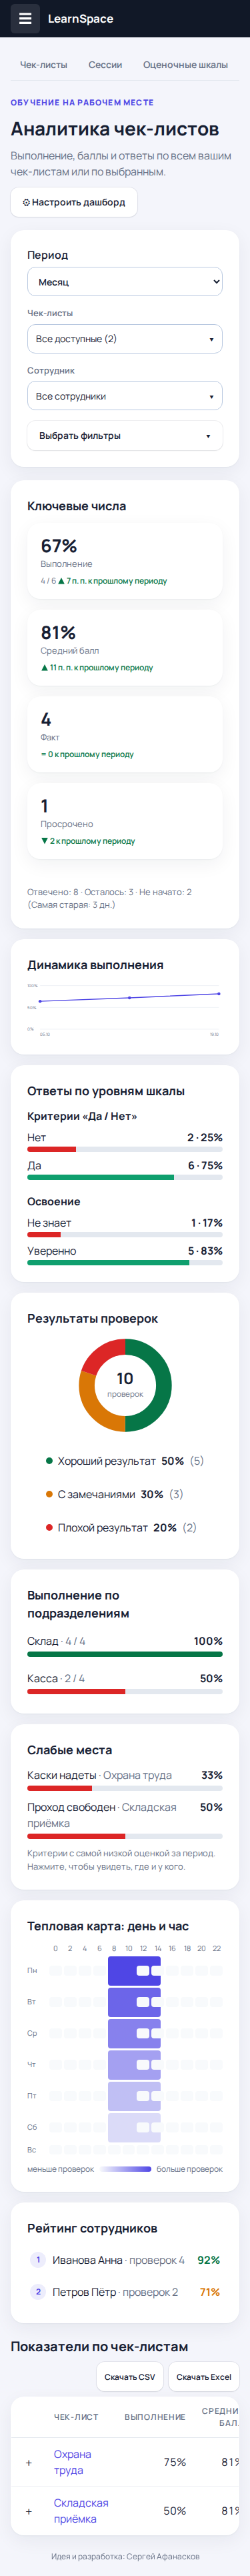 LearnSpace
Чек-листы Сессии Оценочные шкалы
ОБУЧЕНИЕ НА РАБОЧЕМ МЕСТЕ
Аналитика чек-листов
Выполнение, баллы и ответы по всем вашим
чек-листам или по выбранным.
⚙ Настроить дашборд
Период
Месяц
Чек-листы
Все доступные (2)
Сотрудник
Все сотрудники
Выбрать фильтры
Ключевые числа
67%
Выполнение
4 / 6 ▲ 7 п. п. к прошлому периоду
81%
Средний балл
▲ 11 п. п. к прошлому периоду
4
Факт
= 0 к прошлому периоду
1
Просрочено
▼ 2 к прошлому периоду
Отвечено: 8 · Осталось: 3 · Не начато: 2
(Самая старая: 3 дн.)
Динамика выполнения
100%
50%
0%
Ответы по уровням шкалы
Критерии «Да / Нет»
Нет 2 · 25%
Да 6 · 75%
Освоение
Не знает 1 · 17%
Уверенно 5 · 83%
Результаты проверок
10
проверок
Хороший результат 50% (5)
С замечаниями 30% (3)
Плохой результат 20% (2)
Выполнение по
подразделениям
Склад · 4 / 4 100%
Касса · 2 / 4 50%
Слабые места
Каски надеты · Охрана труда 33%
Проход свободен · Складская 50%
приёмка
Критерии с самой низкой оценкой за период.
Нажмите, чтобы увидеть, где и у кого.
Тепловая карта: день и час
0 2 4 6 8 10 12 14 16 18 20 22
Пн
Вт
Ср
Чт
Пт
Сб
Вс
меньше проверок больше проверок
Рейтинг сотрудников
1 Иванова Анна · проверок 4 92%
2 Петров Пётр · проверок 2 71%
Показатели по чек-листам
Скачать CSV Скачать Excel
ЧЕК-ЛИСТ ВЫПОЛНЕНИЕ СРЕДНИ
БАЛ
+ Охрана 75% 81%
труда
+ Складская 50% 81%
приёмка
Идея и разработка: Сергей Афанасков